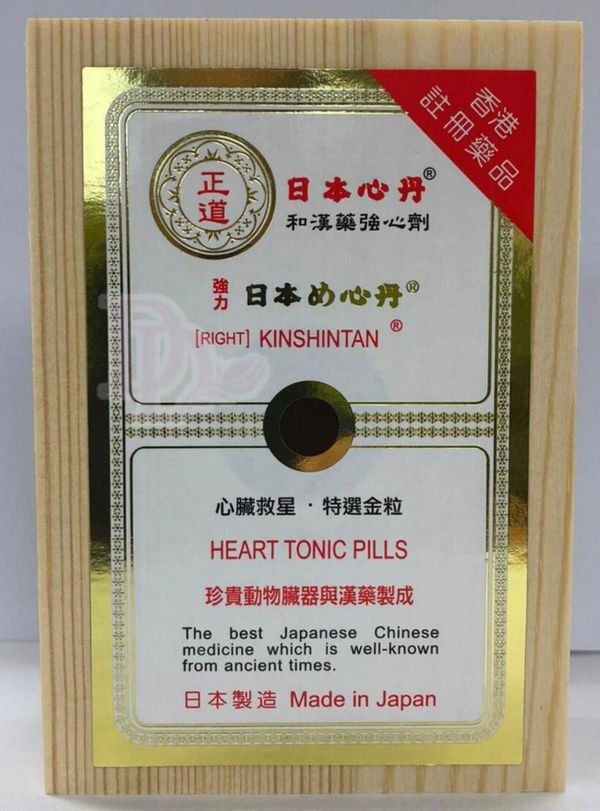 香港
註冊藥品
正道
日本心丹®
和漢藥強心劑
強力 日本め心丹®
[RIGHT] KINSHINTAN ®
心臟救星 · 特選金粒
HEART TONIC PILLS
珍貴動物臟器與漢藥製成
The best Japanese Chinese
medicine which is well-known
from ancient times.
日本製造 Made in Japan